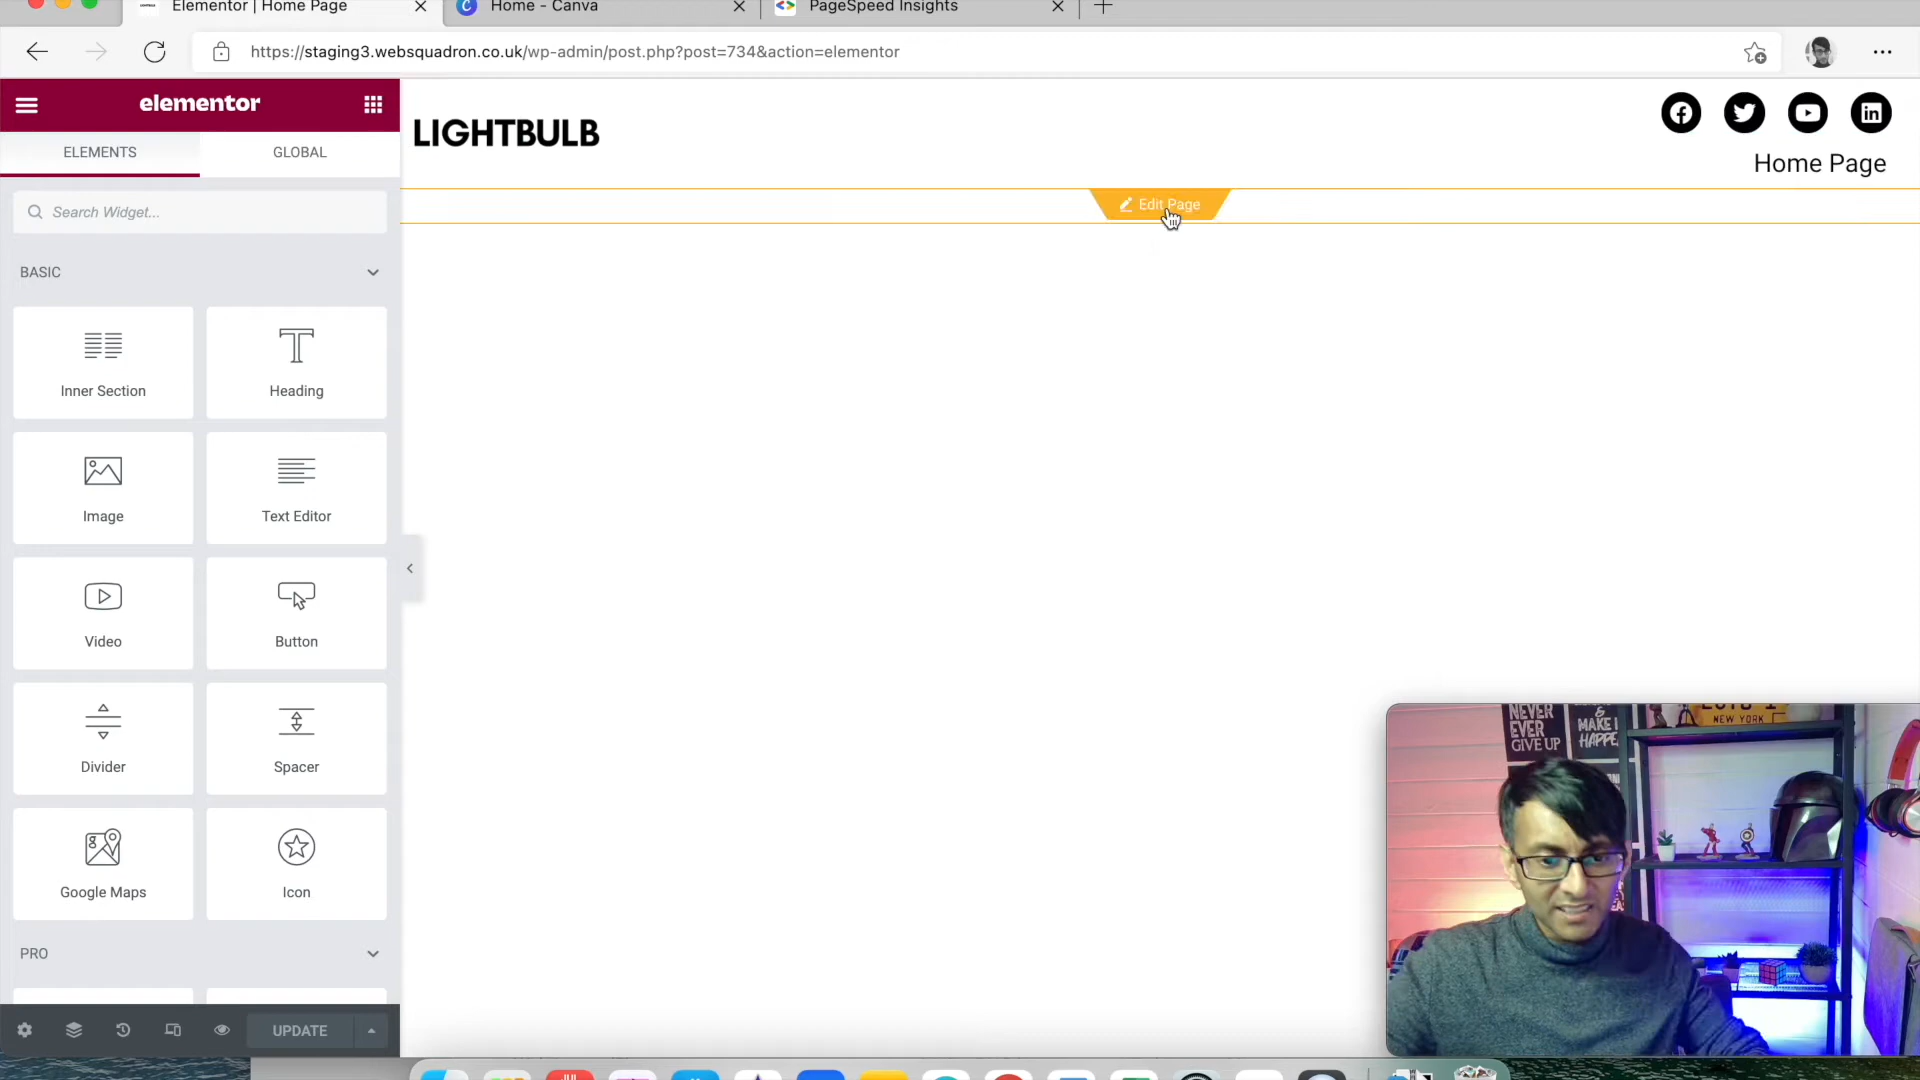 Elementor | Home Page
Home - Canva
PageSpeed Insights
https://staging3.websquadron.co.uk/wp-admin/post.php?post=734&action=elementor
elementor
ELEMENTS
GLOBAL
Search Widget...
BASIC
Inner Section
Heading
Image
Text Editor
Video
Button
Divider
Spacer
Google Maps
Icon
PRO
UPDATE
LIGHTBULB
Home Page
Edit Page
NEVER
EVER
GIVE UP
&
MAKE I
HAPPE
NEW YORK